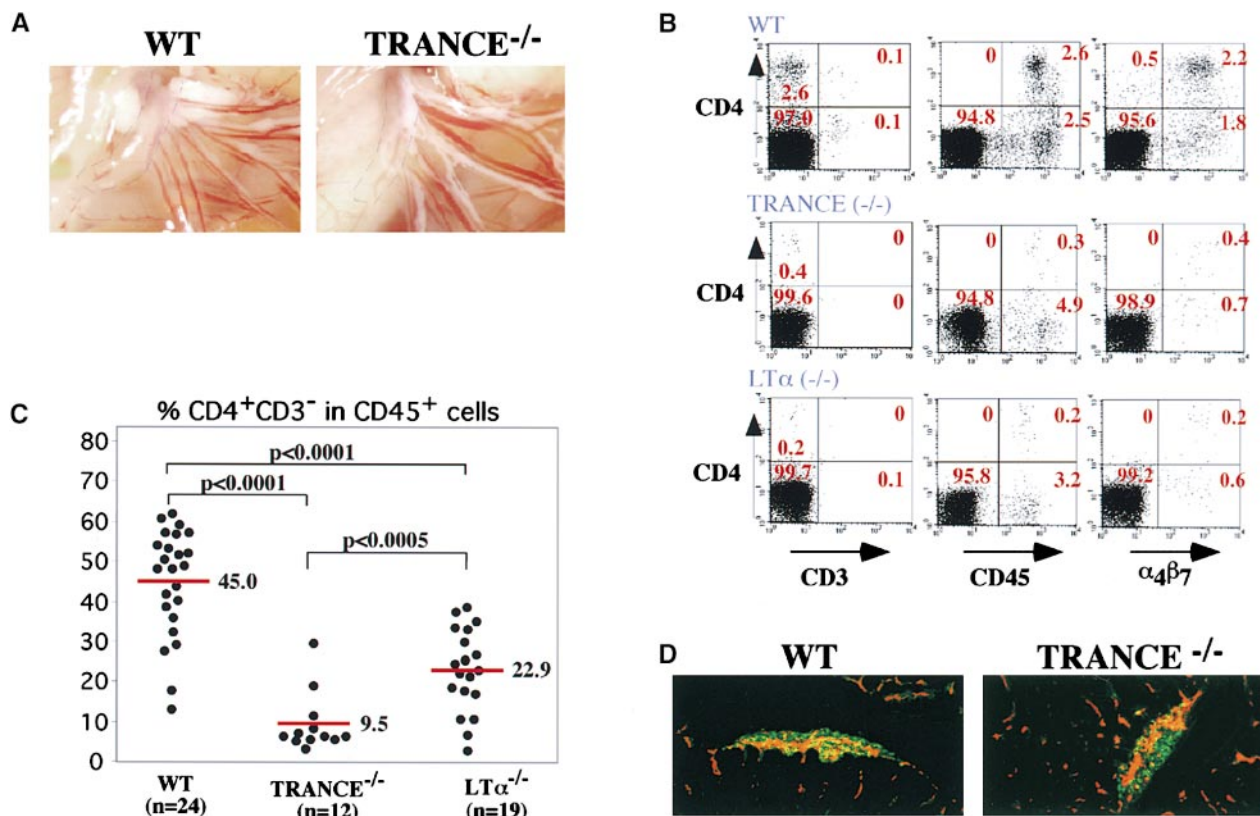 A
WT
TRANCE-/-
B
WT
CD4
0.1
2.6
97.0
0.1
0
2.6
94.8
2.5
0.5
2.2
95.6
1.8
TRANCE (-/-)
CD4
0
0.4
99.6
0
0
0.3
94.8
4.9
0
0.4
98.9
0.7
LTα (-/-)
CD4
0
0.2
99.7
0.1
0
0.2
95.8
3.2
0
0.2
99.2
0.6
CD3
CD45
α4β7
C
% CD4+CD3- in CD45+ cells
80
70
60
50
40
30
20
10
0
p<0.0001
p<0.0001
p<0.0005
45.0
9.5
22.9
WT
(n=24)
TRANCE-/-
(n=12)
LTα-/-
(n=19)
D
WT
TRANCE -/-